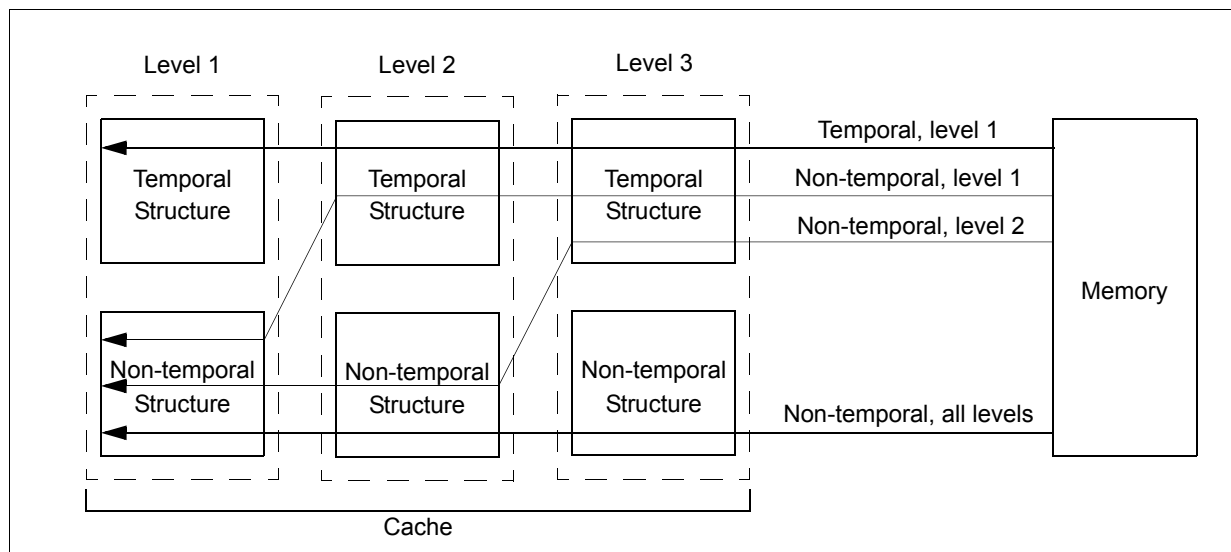 Level 1
Level 2
Level 3
Temporal
Structure
Temporal
Structure
Temporal
Structure
Temporal, level 1
Non-temporal, level 1
Non-temporal, level 2
Memory
Non-temporal
Structure
Non-temporal
Structure
Non-temporal
Structure
Non-temporal, all levels
Cache